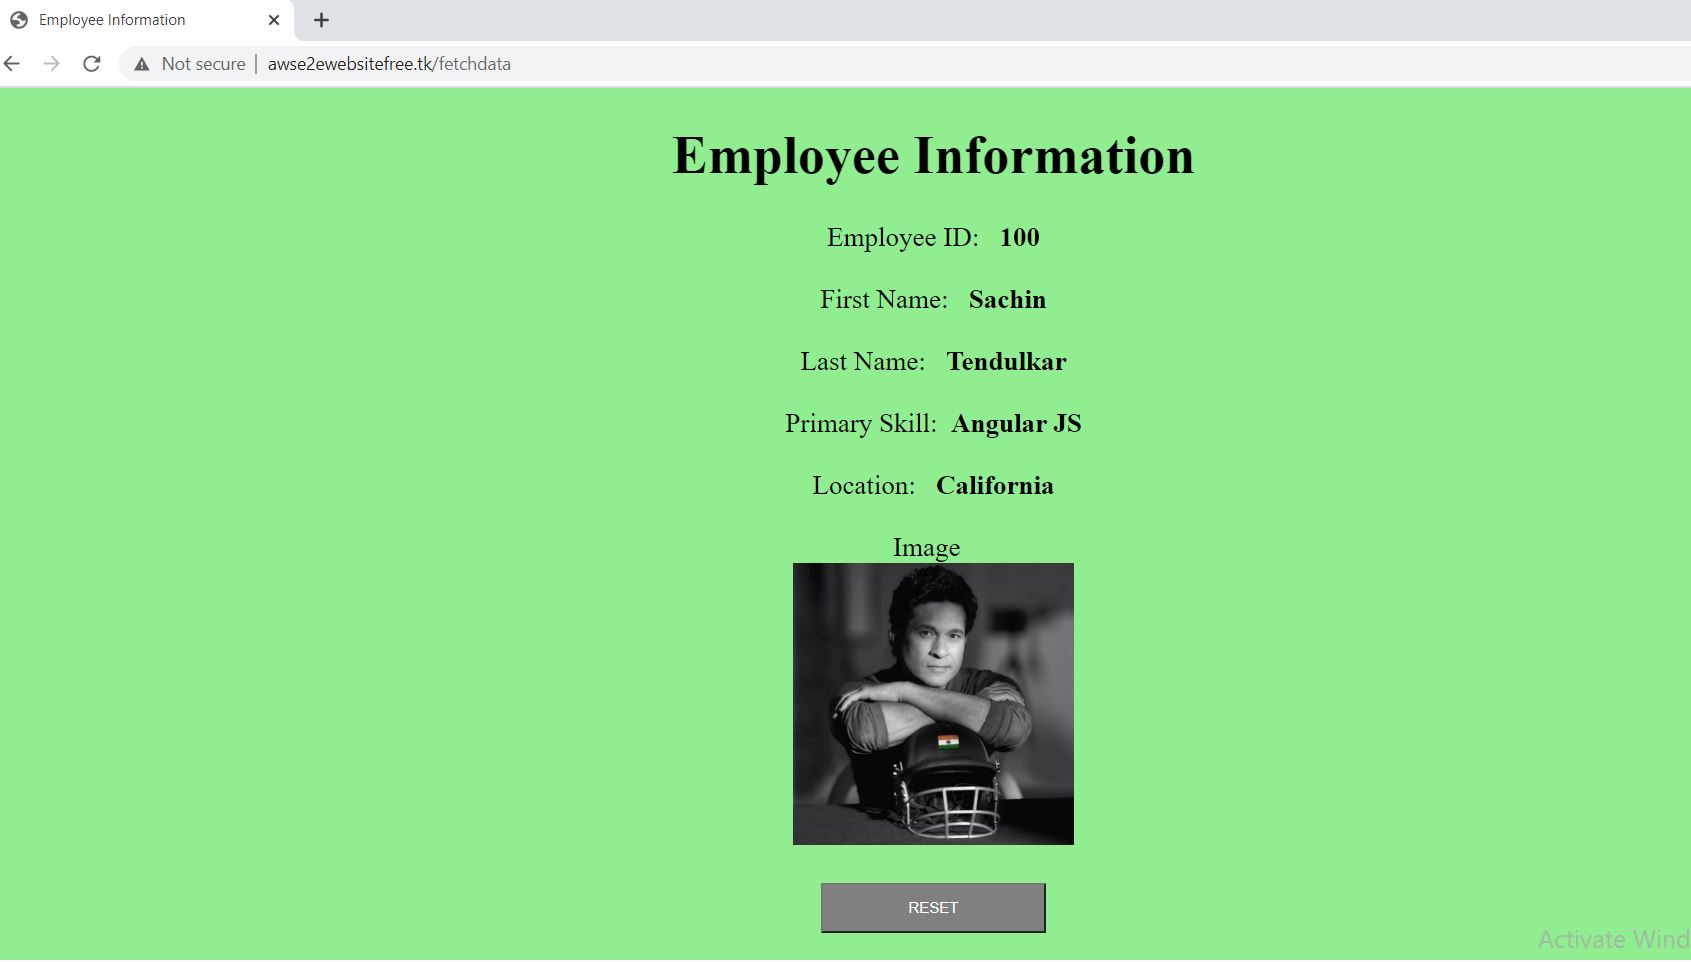 Employee Information
Not secure | awse2ewebsitefree.tk/fetchdata
Employee Information
Employee ID: 100
First Name: Sachin
Last Name: Tendulkar
Primary Skill: Angular JS
Location: California
Image
RESET
Activate Wind